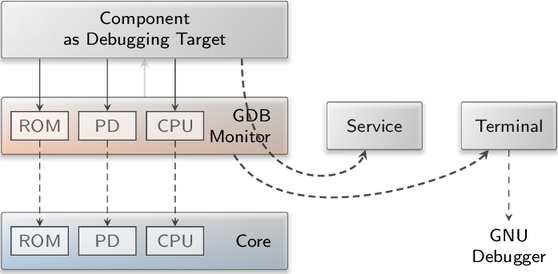 Component
as Debugging Target
ROM PD CPU GDB
Monitor
Service
Terminal
ROM PD CPU Core
GNU
Debugger